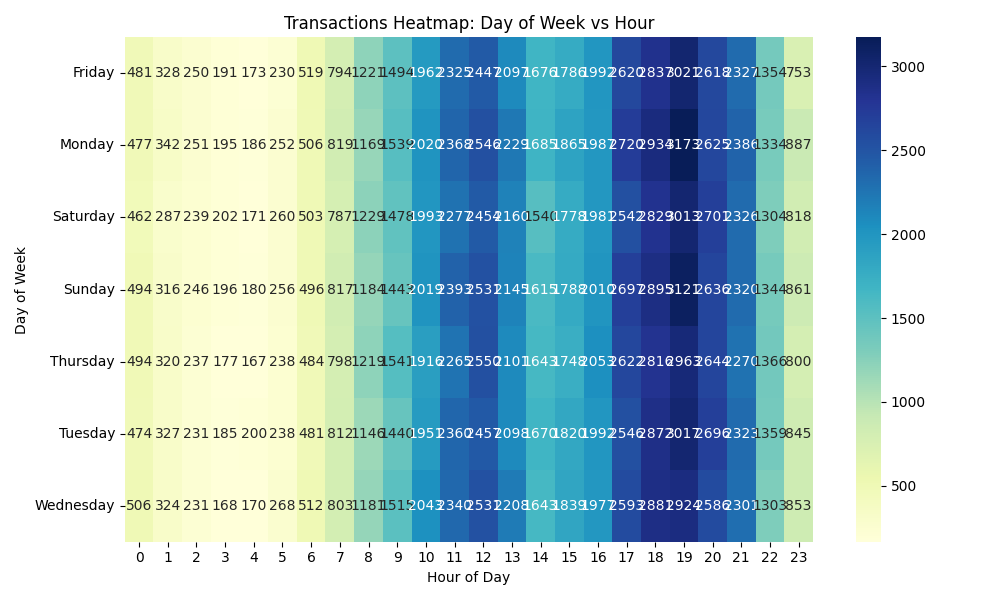 Transactions Heatmap: Day of Week vs Hour
Friday 481 328 250 191 173 230 519 794 1221 1494 1962 2325 2447 2097 1676 1786 1992 2620 2837 3021 2618 2327 1354 753
Monday 477 342 251 195 186 252 506 819 1169 1539 2020 2368 2546 2229 1685 1865 1987 2720 2934 3173 2625 2386 1334 887
Saturday 462 287 239 202 171 260 503 787 1229 1478 1993 2277 2454 2160 1540 1778 1981 2542 2829 3013 2701 2326 1304 818
Sunday 494 316 246 196 180 256 496 817 1184 1443 2019 2393 2531 2145 1615 1788 2010 2697 2895 3121 2636 2320 1344 861
Thursday 494 320 237 177 167 238 484 798 1219 1541 1916 2265 2550 2101 1643 1748 2053 2622 2816 2963 2644 2270 1366 800
Tuesday 474 327 231 185 200 238 481 812 1146 1440 1951 2360 2457 2098 1670 1820 1992 2546 2872 3017 2696 2323 1359 845
Wednesday 506 324 231 168 170 268 512 803 1181 1515 2043 2340 2531 2208 1643 1839 1977 2593 2881 2924 2586 2301 1303 853
0 1 2 3 4 5 6 7 8 9 10 11 12 13 14 15 16 17 18 19 20 21 22 23
Hour of Day
Day of Week
3000
2500
2000
1500
1000
500